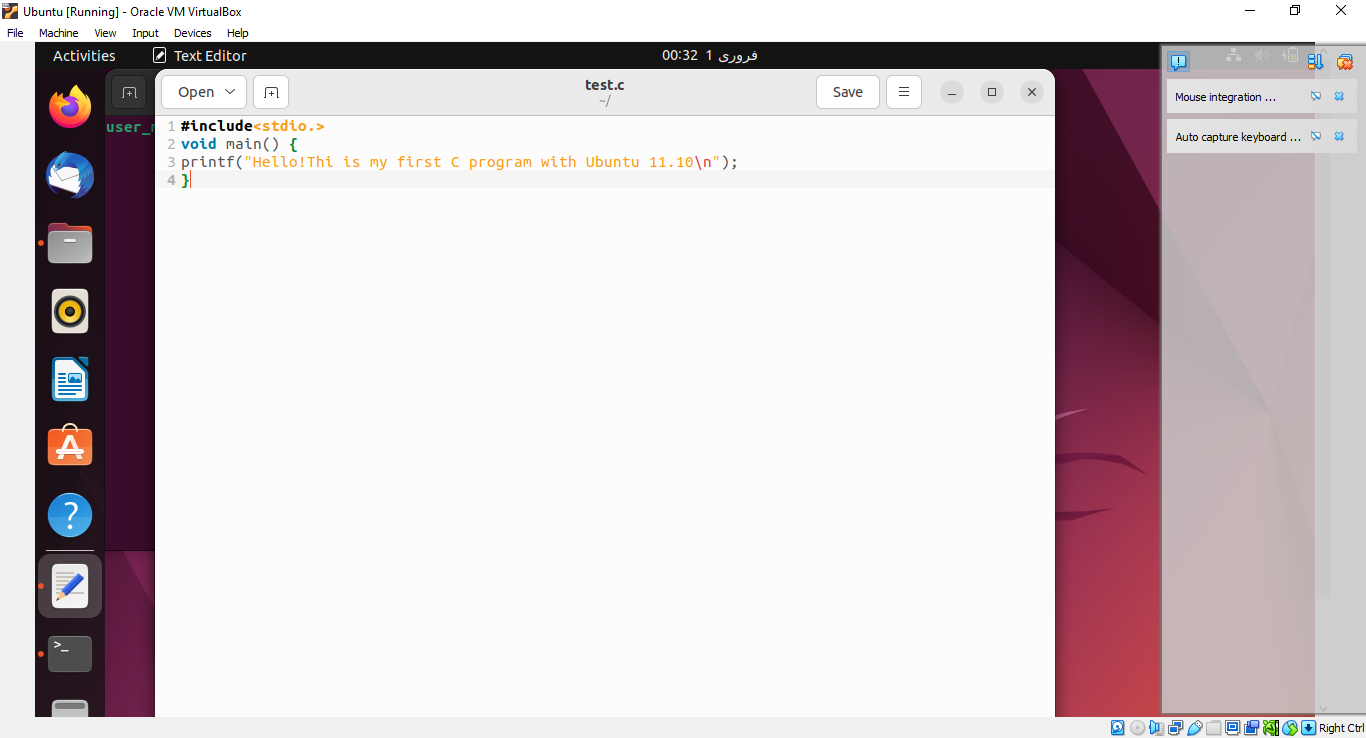 Ubuntu [Running] - Oracle VM VirtualBox
File Machine View Input Devices Help
Activities Text Editor 00:32 1 فروری
Open test.c Save
~/
Mouse integration ...
Auto capture keyboard ...
user_
1 #include<stdio.>
2 void main() {
3 printf("Hello!Thi is my first C program with Ubuntu 11.10\n");
4 }
>_
Right Ctrl